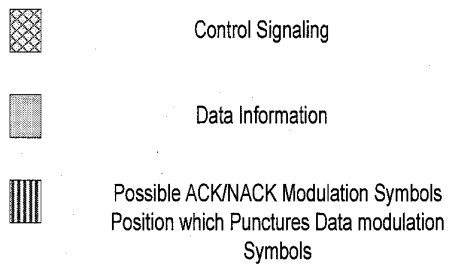 Control Signaling
Data Information
Possible ACK/NACK Modulation Symbols
Position which Punctures Data modulation
Symbols